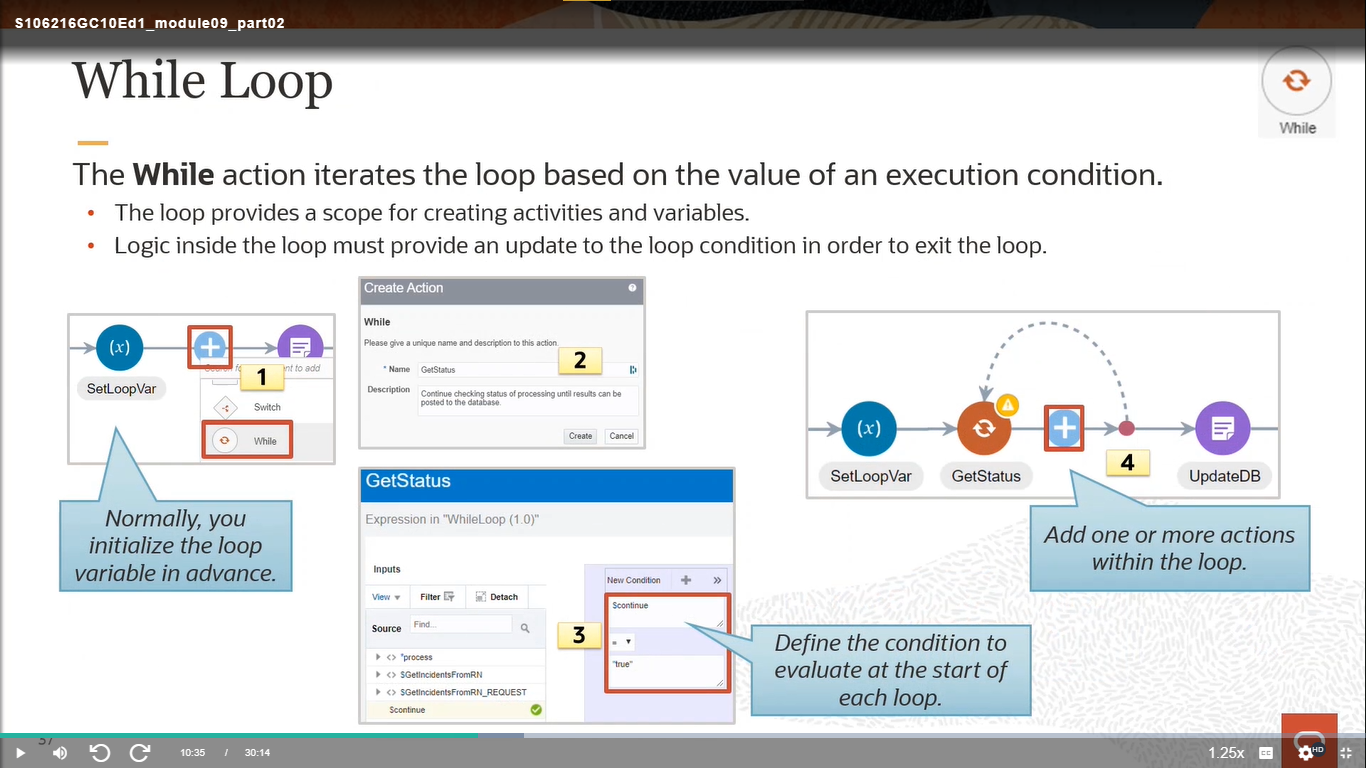 S106216GC10Ed1_module09_part02
While Loop
While
The While action iterates the loop based on the value of an execution condition.
• The loop provides a scope for creating activities and variables.
• Logic inside the loop must provide an update to the loop condition in order to exit the loop.
(x)
SetLoopVar
1
Switch
While
Normally, you
initialize the loop
variable in advance.
Create Action
While
Please give a unique name and description to this action.
2
* Name GetStatus
Description Continue checking status of processing until results can be
posted to the database.
Create Cancel
GetStatus
Expression in "WhileLoop (1.0)"
Inputs
View Filter Detach
Source Find...
*process
$GetIncidentsFromRN
$GetIncidentsFromRN_REQUEST
$continue
3
New Condition
$continue
=
"true"
Define the condition to
evaluate at the start of
each loop.
(x)
SetLoopVar GetStatus 4 UpdateDB
Add one or more actions
within the loop.
37
10:35 / 30:14 1.25x CC HD